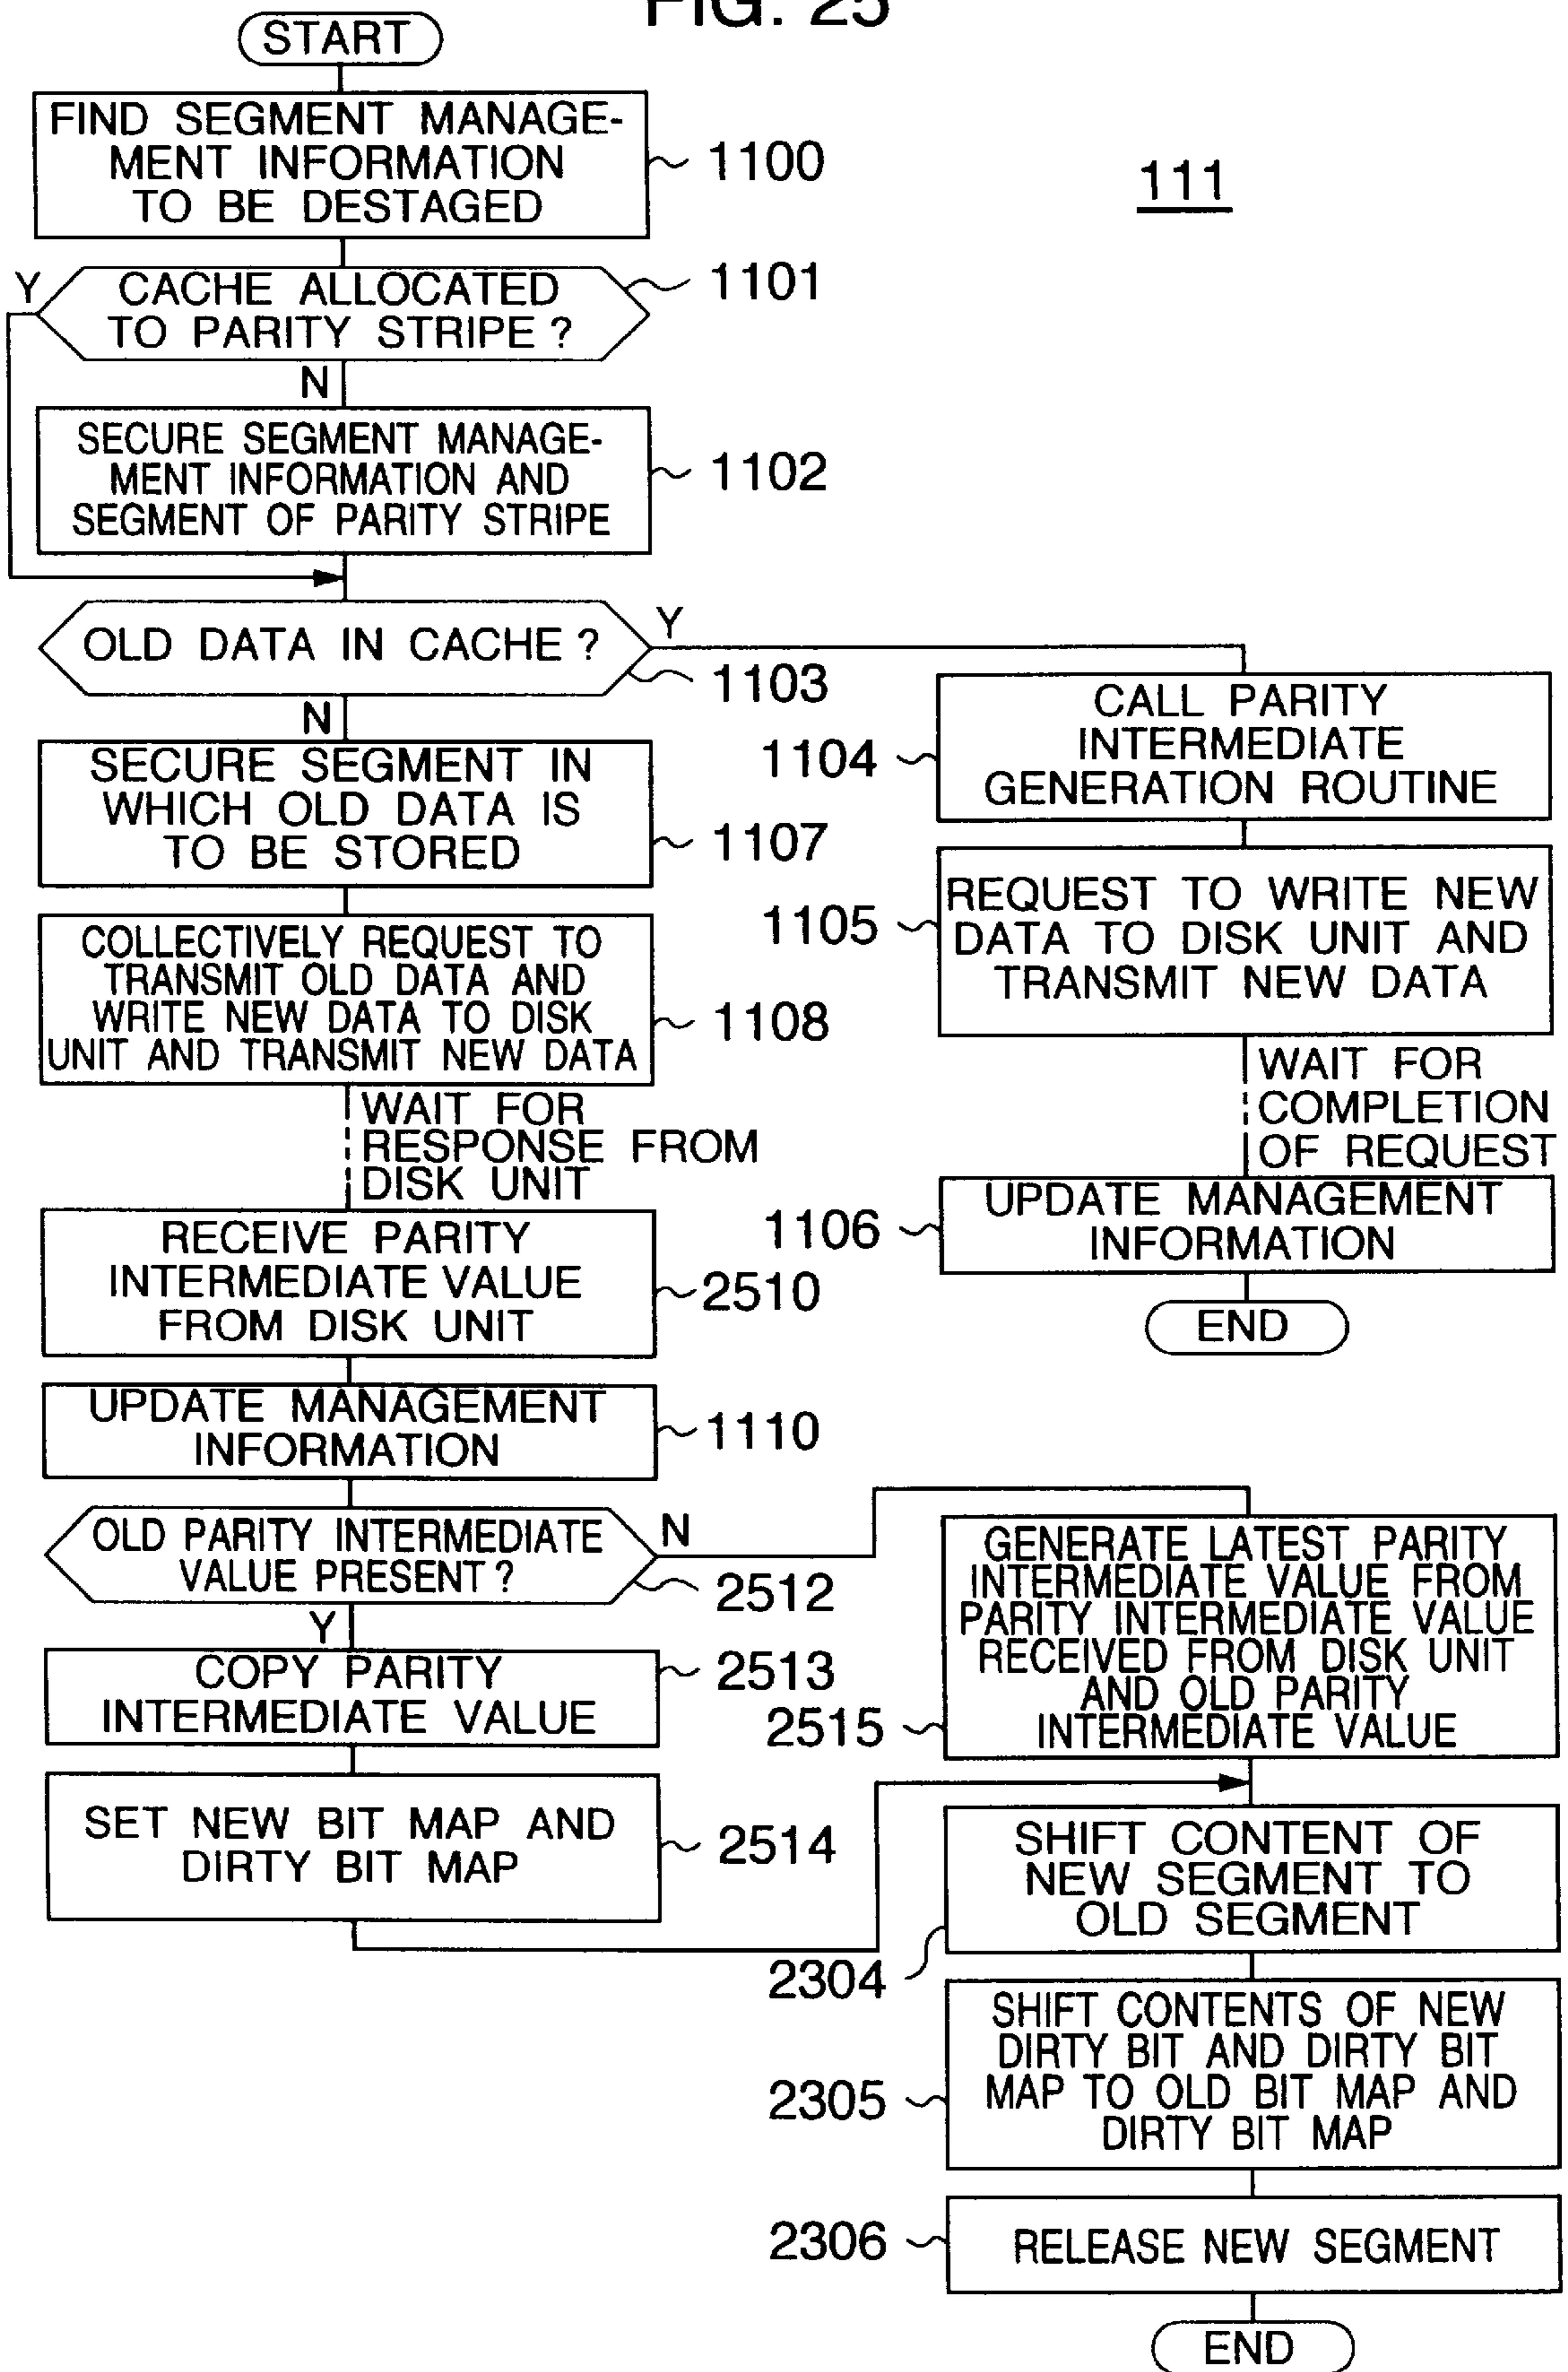 FIG. 25
START
FIND SEGMENT MANAGE-
MENT INFORMATION
TO BE DESTAGED
1100
111
Y
CACHE ALLOCATED
TO PARITY STRIPE ?
1101
N
SECURE SEGMENT MANAGE-
MENT INFORMATION AND
SEGMENT OF PARITY STRIPE
1102
OLD DATA IN CACHE ?
Y
1103
N
SECURE SEGMENT IN
WHICH OLD DATA IS
TO BE STORED
1107
COLLECTIVELY REQUEST TO
TRANSMIT OLD DATA AND
WRITE NEW DATA TO DISK
UNIT AND TRANSMIT NEW DATA
1108
WAIT FOR
RESPONSE FROM
DISK UNIT
RECEIVE PARITY
INTERMEDIATE VALUE
FROM DISK UNIT
2510
UPDATE MANAGEMENT
INFORMATION
1110
OLD PARITY INTERMEDIATE
VALUE PRESENT ?
N
2512
Y
COPY PARITY
INTERMEDIATE VALUE
2513
SET NEW BIT MAP AND
DIRTY BIT MAP
2514
CALL PARITY
INTERMEDIATE
GENERATION ROUTINE
1104
REQUEST TO WRITE NEW
DATA TO DISK UNIT AND
TRANSMIT NEW DATA
1105
WAIT FOR
COMPLETION
OF REQUEST
UPDATE MANAGEMENT
INFORMATION
1106
END
GENERATE LATEST PARITY
INTERMEDIATE VALUE FROM
PARITY INTERMEDIATE VALUE
RECEIVED FROM DISK UNIT
AND OLD PARITY
INTERMEDIATE VALUE
2515
SHIFT CONTENT OF
NEW SEGMENT TO
OLD SEGMENT
2304
SHIFT CONTENTS OF NEW
DIRTY BIT AND DIRTY BIT
MAP TO OLD BIT MAP AND
DIRTY BIT MAP
2305
RELEASE NEW SEGMENT
2306
END